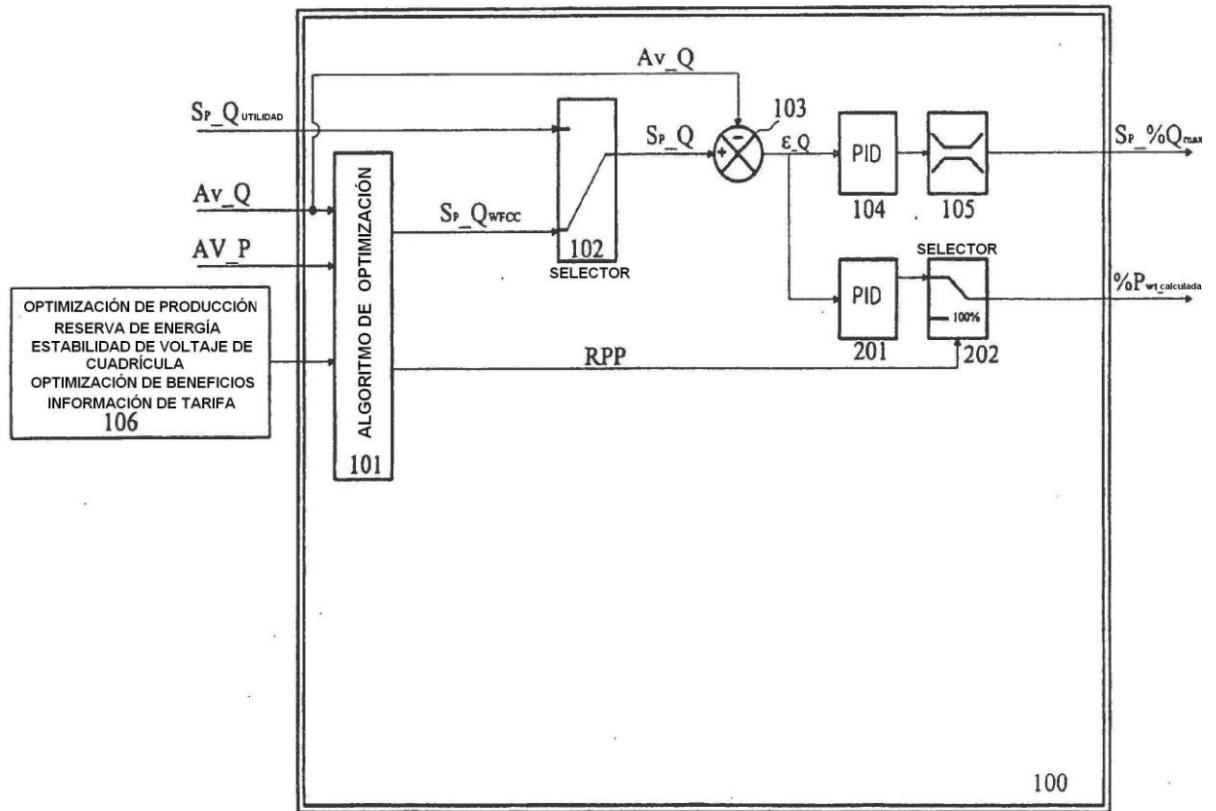 Av_Q
SP_QUTILIDAD
103
SP_Q
ε_Q
PID
SP_%Qmax
Av_Q
104
105
SP_QWFCC
AV_P
102
SELECTOR
SELECTOR
ALGORITMO DE OPTIMIZACIÓN
PID
100%
%Pwt_calculada
OPTIMIZACIÓN DE PRODUCCIÓN
RESERVA DE ENERGÍA
ESTABILIDAD DE VOLTAJE DE
CUADRÍCULA
OPTIMIZACIÓN DE BENEFICIOS
INFORMACIÓN DE TARIFA
106
RPP
201
202
101
100